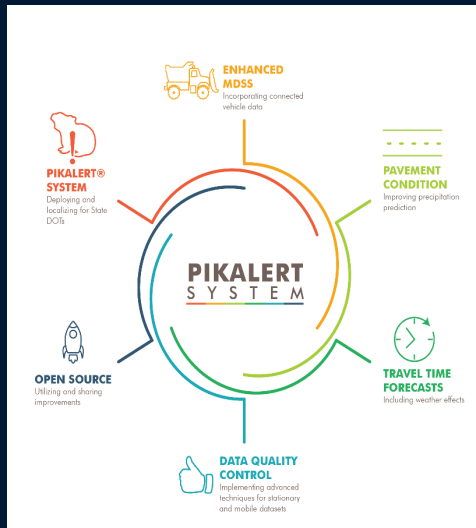 ENHANCED
MDSS
Incorporating connected
vehicle data
PIKALERT®
SYSTEM
Deploying and
localizing for State
DOTs
PAVEMENT
CONDITION
Improving precipitation
prediction
PIKALERT
SYSTEM
OPEN SOURCE
Utilizing and sharing
improvements
TRAVEL TIME
FORECASTS
Including weather effects
DATA QUALITY
CONTROL
Implementing advanced
techniques for stationary
and mobile datasets